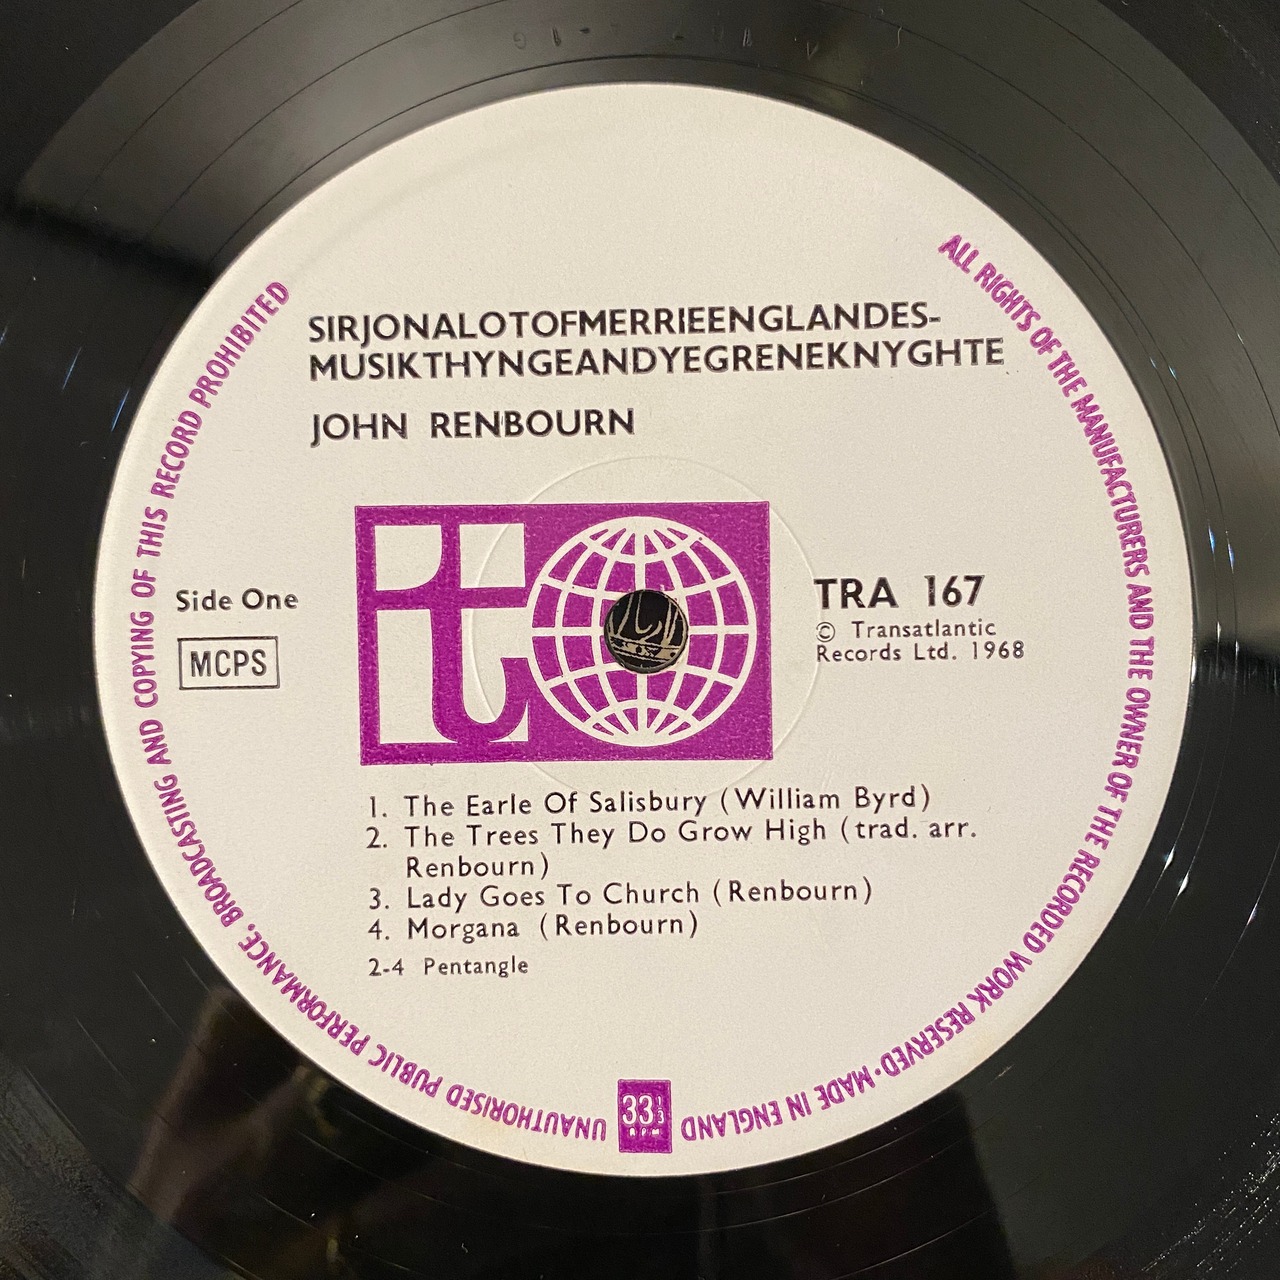 SIRJONALOTOFMERRIEENGLANDES-
MUSIKTHYNGEANDYEGRENEKNYGHTE
JOHN RENBOURN
Side One
MCPS
t
TRA 167
© Transatlantic
Records Ltd. 1968
1. The Earle Of Salisbury (William Byrd)
2. The Trees They Do Grow High (trad. arr.
Renbourn)
3. Lady Goes To Church (Renbourn)
4. Morgana (Renbourn)
2-4 Pentangle
33⅓
RPM
ALL RIGHTS OF THE MANUFACTURERS AND THE OWNER OF THE RECORDED WORK RESERVED · MADE IN ENGLAND
UNAUTHORISED PUBLIC PERFORMANCE, BROADCASTING AND COPYING OF THIS RECORD PROHIBITED